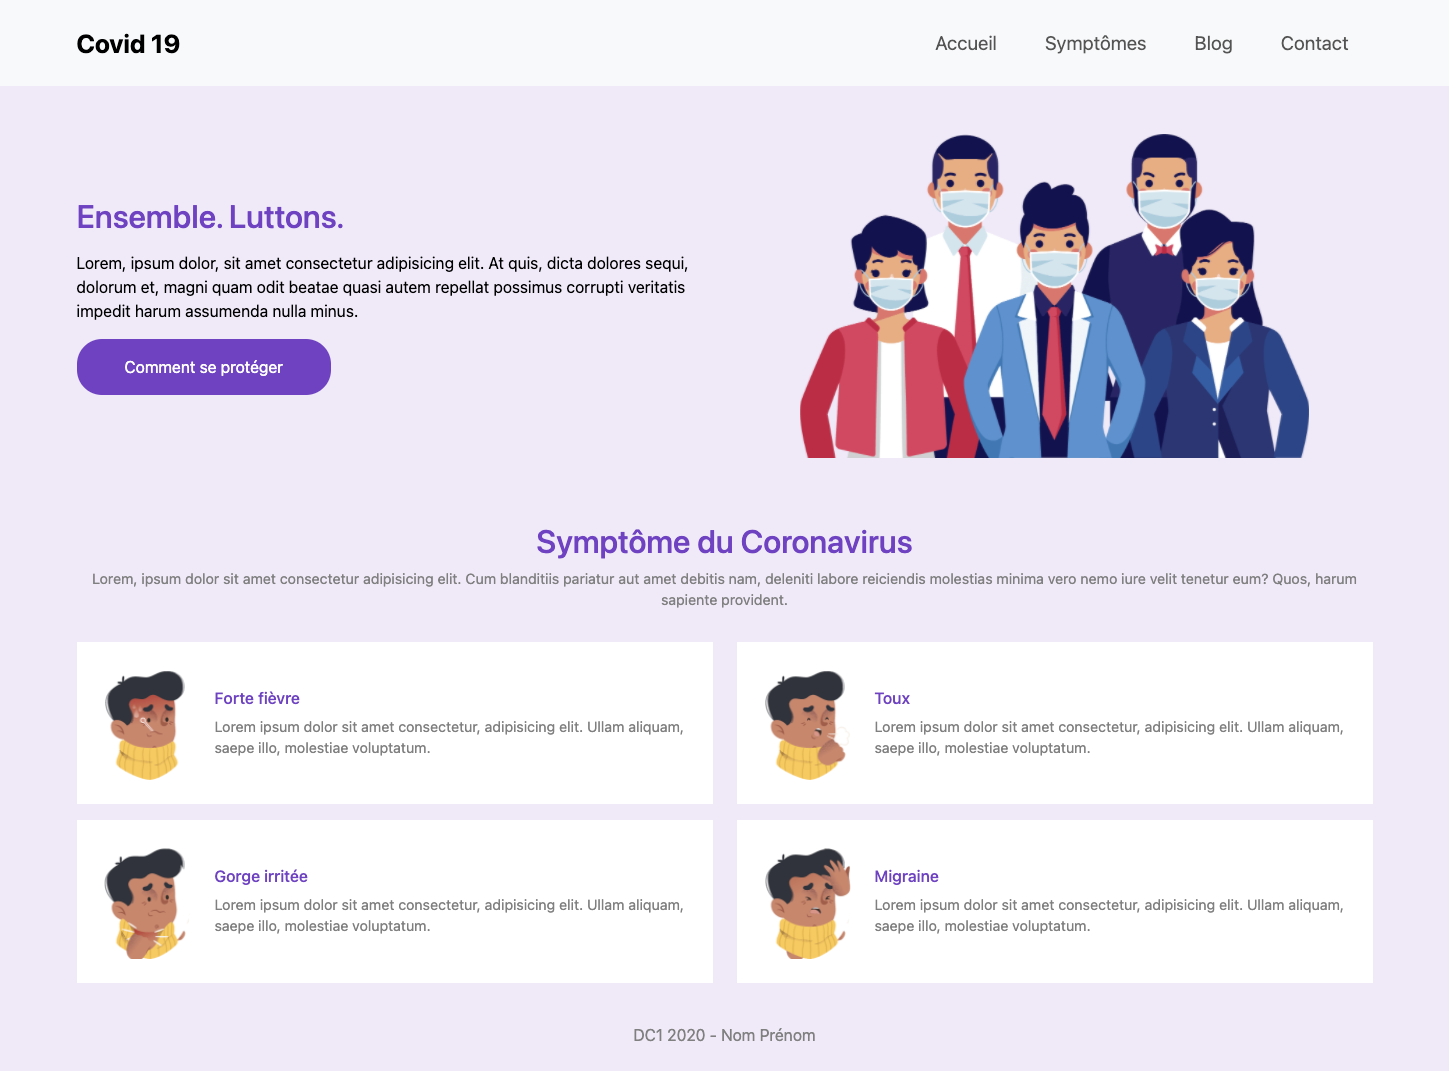 Covid 19
Accueil Symptômes Blog Contact
Ensemble. Luttons.
Lorem, ipsum dolor, sit amet consectetur adipisicing elit. At quis, dicta dolores sequi,
dolorum et, magni quam odit beatae quasi autem repellat possimus corrupti veritatis
impedit harum assumenda nulla minus.
Comment se protéger
Symptôme du Coronavirus
Lorem, ipsum dolor sit amet consectetur adipisicing elit. Cum blanditiis pariatur aut amet debitis nam, deleniti labore reiciendis molestias minima vero nemo iure velit tenetur eum? Quos, harum
sapiente provident.
Forte fièvre
Lorem ipsum dolor sit amet consectetur, adipisicing elit. Ullam aliquam,
saepe illo, molestiae voluptatum.
Toux
Lorem ipsum dolor sit amet consectetur, adipisicing elit. Ullam aliquam,
saepe illo, molestiae voluptatum.
Gorge irritée
Lorem ipsum dolor sit amet consectetur, adipisicing elit. Ullam aliquam,
saepe illo, molestiae voluptatum.
Migraine
Lorem ipsum dolor sit amet consectetur, adipisicing elit. Ullam aliquam,
saepe illo, molestiae voluptatum.
DC1 2020 - Nom Prénom